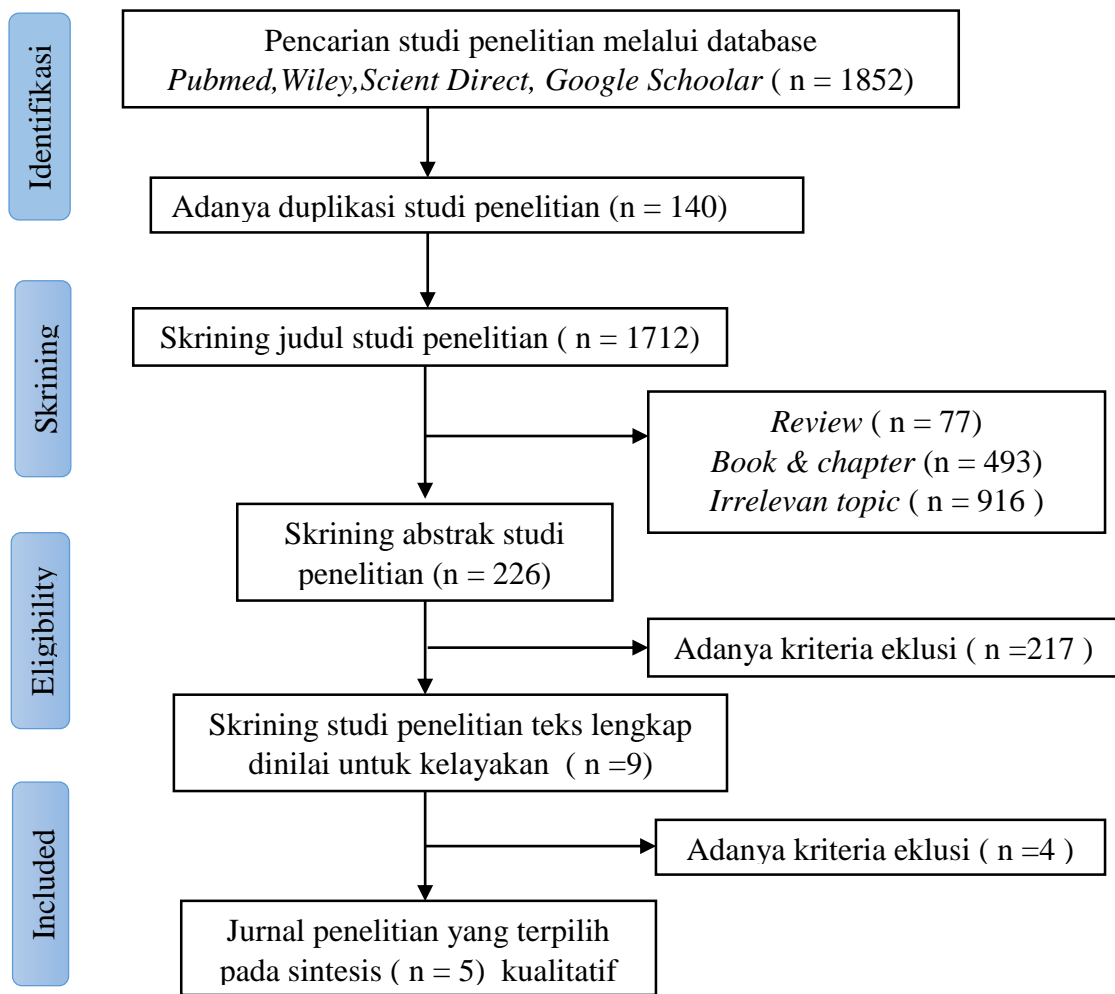 Identifikasi
Pencarian studi penelitian melalui database
Pubmed,Wiley,Scient Direct, Google Schoolar ( n = 1852)
Adanya duplikasi studi penelitian (n = 140)
Skrining
Skrining judul studi penelitian ( n = 1712)
Review ( n = 77)
Book & chapter (n = 493)
Irrelevan topic ( n = 916 )
Eligibility
Skrining abstrak studi
penelitian (n = 226)
Adanya kriteria eklusi ( n =217 )
Skrining studi penelitian teks lengkap
dinilai untuk kelayakan ( n =9)
Included
Adanya kriteria eklusi ( n =4 )
Jurnal penelitian yang terpilih
pada sintesis ( n = 5) kualitatif